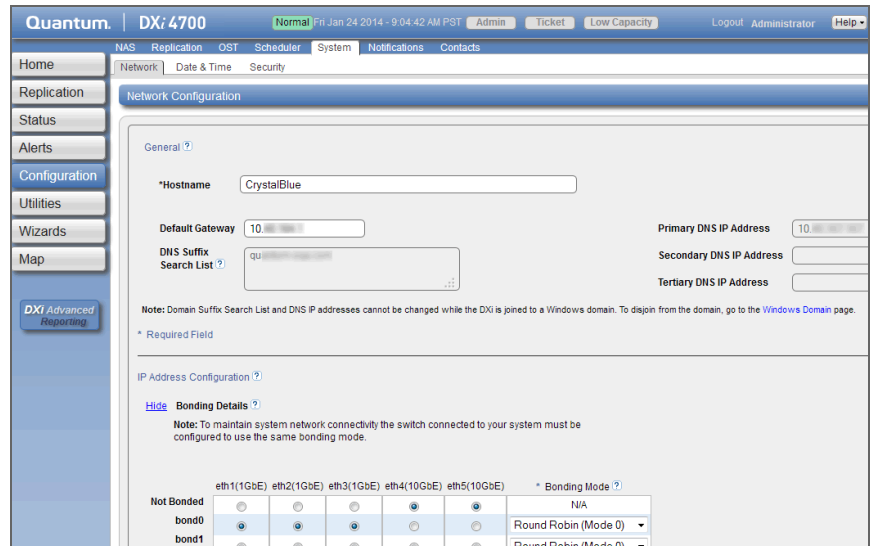 Quantum. DXi 4700 Normal Fri Jan 24 2014 - 9:04:42 AM PST Admin Ticket Low Capacity Logout Administrator Help
NAS Replication OST Scheduler System Notifications Contacts
Network Date & Time Security
Home
Replication
Status
Alerts
Configuration
Utilities
Wizards
Map
DXi Advanced
Reporting
Network Configuration
General ?
*Hostname CrystalBlue
Default Gateway 10.
DNS Suffix
Search List ?
Primary DNS IP Address 10.
Secondary DNS IP Address
Tertiary DNS IP Address
Note: Domain Suffix Search List and DNS IP addresses cannot be changed while the DXi is joined to a Windows domain. To disjoin from the domain, go to the Windows Domain page.
* Required Field
IP Address Configuration ?
Hide Bonding Details ?
Note: To maintain system network connectivity the switch connected to your system must be
configured to use the same bonding mode.
eth1(1GbE) eth2(1GbE) eth3(1GbE) eth4(10GbE) eth5(10GbE) * Bonding Mode ?
Not Bonded N/A
bond0 Round Robin (Mode 0)
bond1 Round Robin (Mode 0)